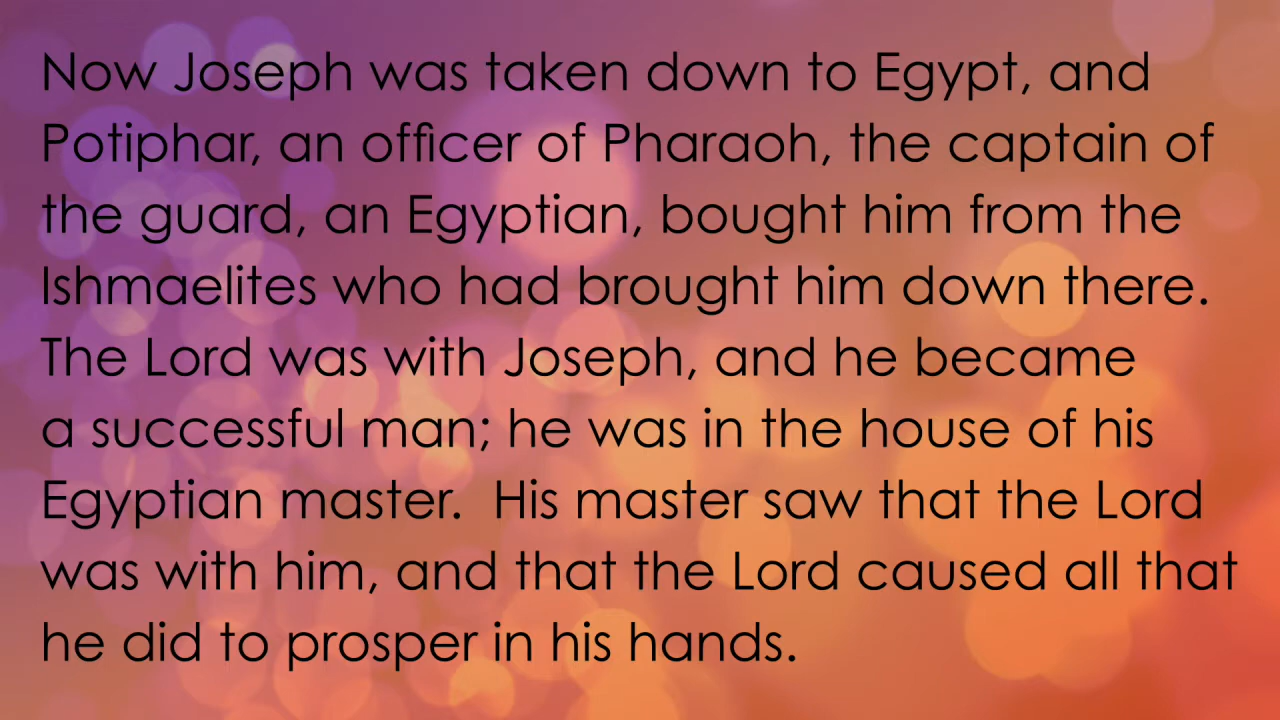 Now Joseph was taken down to Egypt, and
Potiphar, an officer of Pharaoh, the captain of
the guard, an Egyptian, bought him from the
Ishmaelites who had brought him down there.
The Lord was with Joseph, and he became
a successful man; he was in the house of his
Egyptian master.  His master saw that the Lord
was with him, and that the Lord caused all that
he did to prosper in his hands.